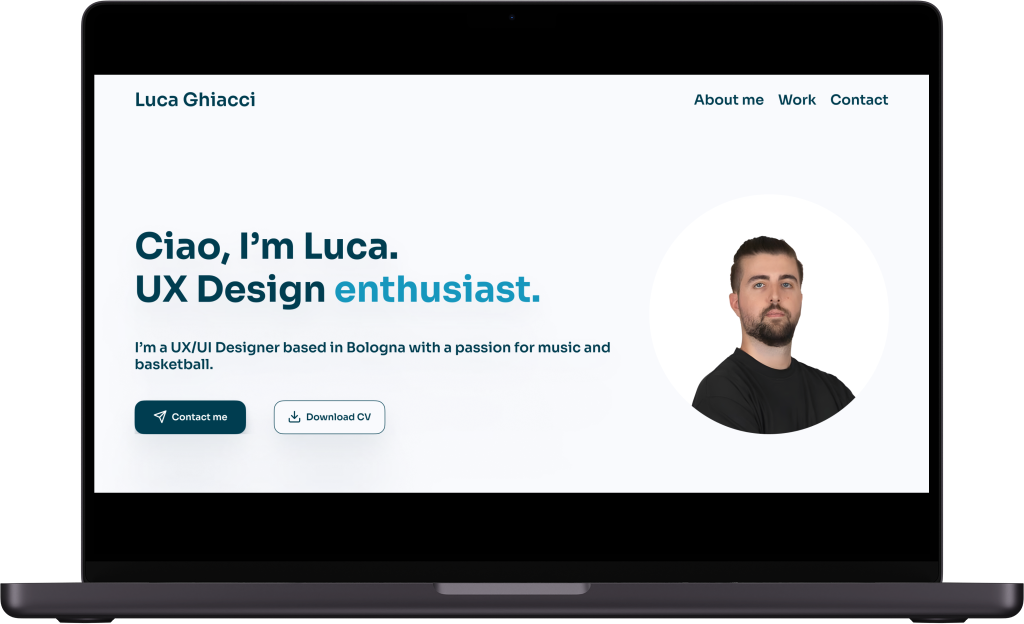 Luca Ghiacci
About me Work Contact
Ciao, I’m Luca.
UX Design enthusiast.
I’m a UX/UI Designer based in Bologna with a passion for music and
basketball.
Contact me
Download CV